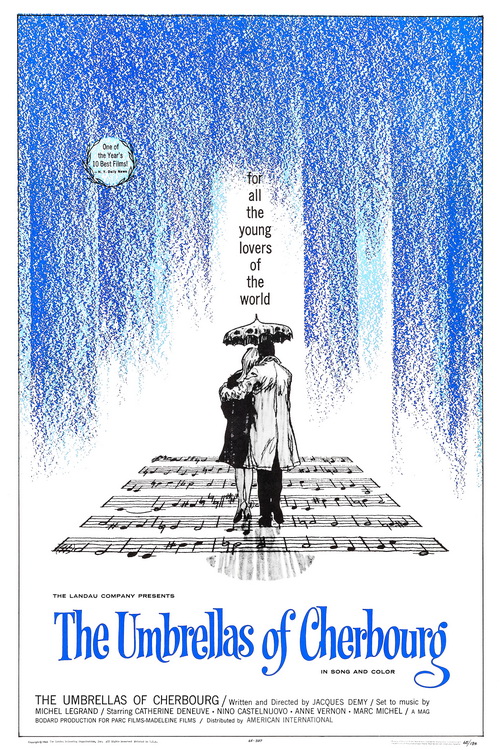 One of
the Year's
10 Best Films!
- N. Y. Daily News
for
all
the
young
lovers
of
the
world
THE LANDAU COMPANY PRESENTS
The Umbrellas of Cherbourg
IN SONG AND COLOR
THE UMBRELLAS OF CHERBOURG / Written and Directed by JACQUES DEMY / Set to music by
MICHEL LEGRAND / Starring CATHERINE DENEUVE • NINO CASTELNUOVO • ANNE VERNON • MARC MICHEL / A MAG
BODARD PRODUCTION FOR PARC FILMS-MADELEINE FILMS / Distributed by AMERICAN INTERNATIONAL